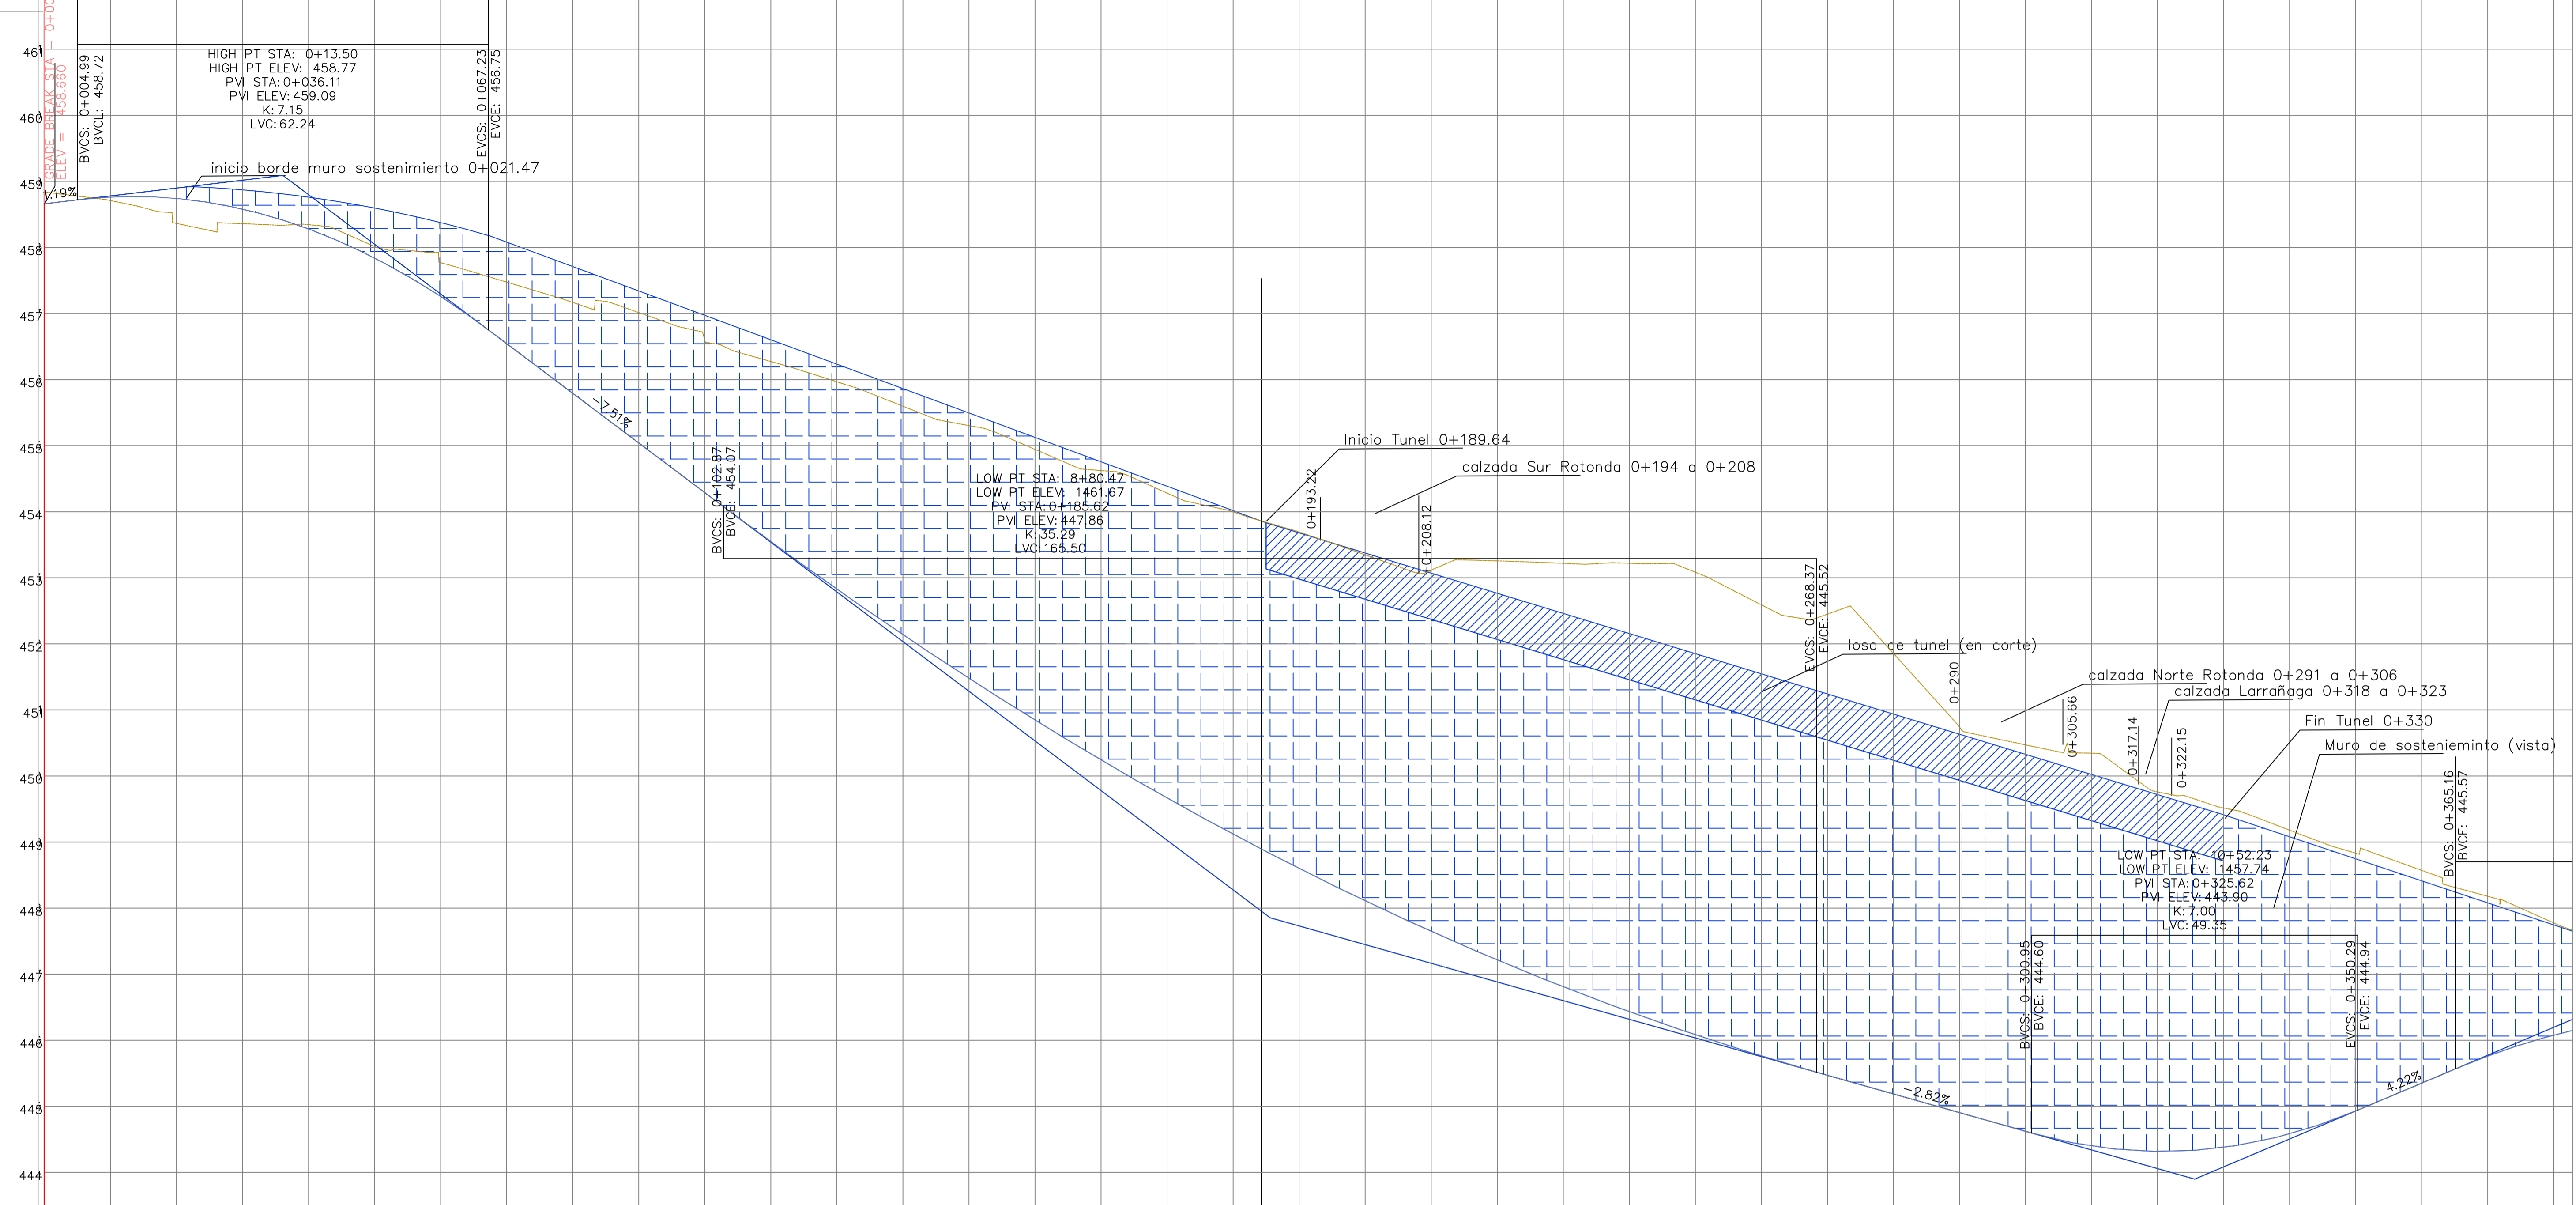 GRADE BREAK STA = 0+00
ELEV = 458.660
BVCS: 0+004.99
BVCE: 458.72
HIGH PT STA: 0+13.50
HIGH PT ELEV: 458.77
PVI STA:0+036.11
PVI ELEV:459.09
K:7.15
LVC:62.24
EVCS: 0+067.23
EVCE: 456.75
inicio borde muro sostenimiento 0+021.47
.19%
-7.51%
BVCS: 0+102.87
BVCE: 454.07
LOW PT STA: 8+80.47
LOW PT ELEV: 1461.67
PVI STA:0+185.62
PVI ELEV:447.86
K:35.29
LVC:165.50
Inicio Tunel 0+189.64
calzada Sur Rotonda 0+194 a 0+208
0+193.22
0+208.12
EVCS: 0+268.37
EVCE: 445.52
losa de tunel (en corte)
0+290
calzada Norte Rotonda 0+291 a 0+306
calzada Larrañaga 0+318 a 0+323
0+305.66
0+317.14
0+322.15
Fin Tunel 0+330
Muro de sostenieminto (vista)
BVCS: 0+365.16
BVCE: 445.57
LOW PT STA: 10+52.23
LOW PT ELEV: 1457.74
PVI STA:0+325.62
PVI ELEV:443.90
K:7.00
LVC:49.35
BVCS: 0+300.95
BVCE: 444.60
EVCS: 0+350.29
EVCE: 444.94
-2.82%
4.22%
461
460
459
458
457
456
455
454
453
452
451
450
449
448
447
446
445
444